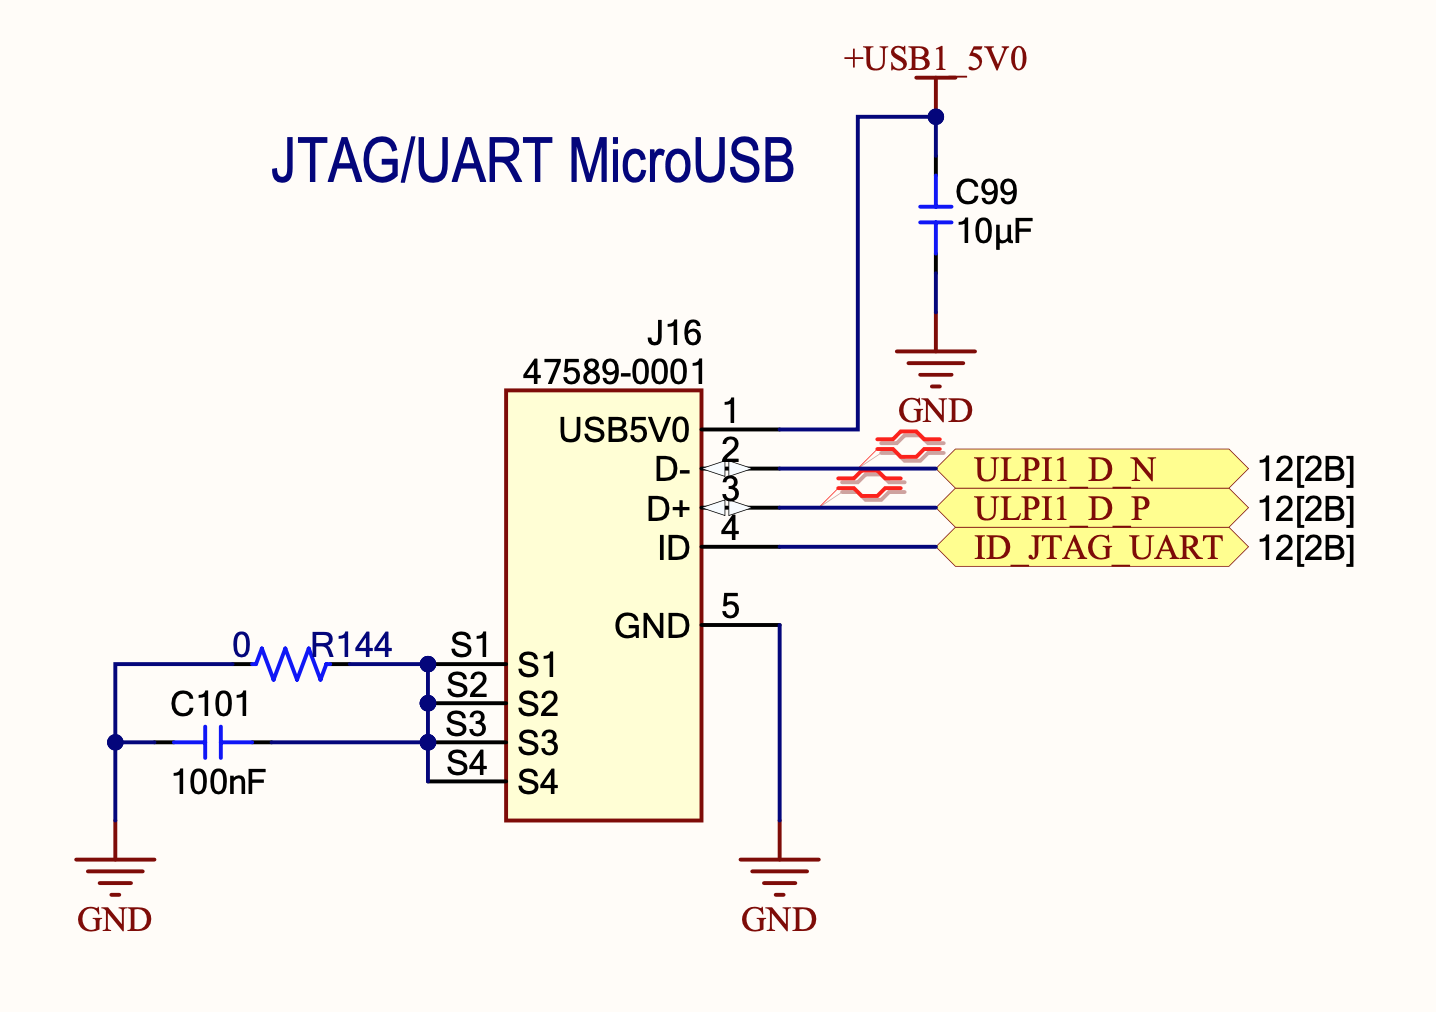 +USB1_5V0
JTAG/UART MicroUSB
C99
10µF
GND
J16
47589-0001
USB5V0 1
D- 2 ULPI1_D_N 12[2B]
D+ 3 ULPI1_D_P 12[2B]
ID 4 ID_JTAG_UART 12[2B]
GND 5
0 R144 S1 S1
S2 S2
C101 S3 S3
100nF S4 S4
GND
GND